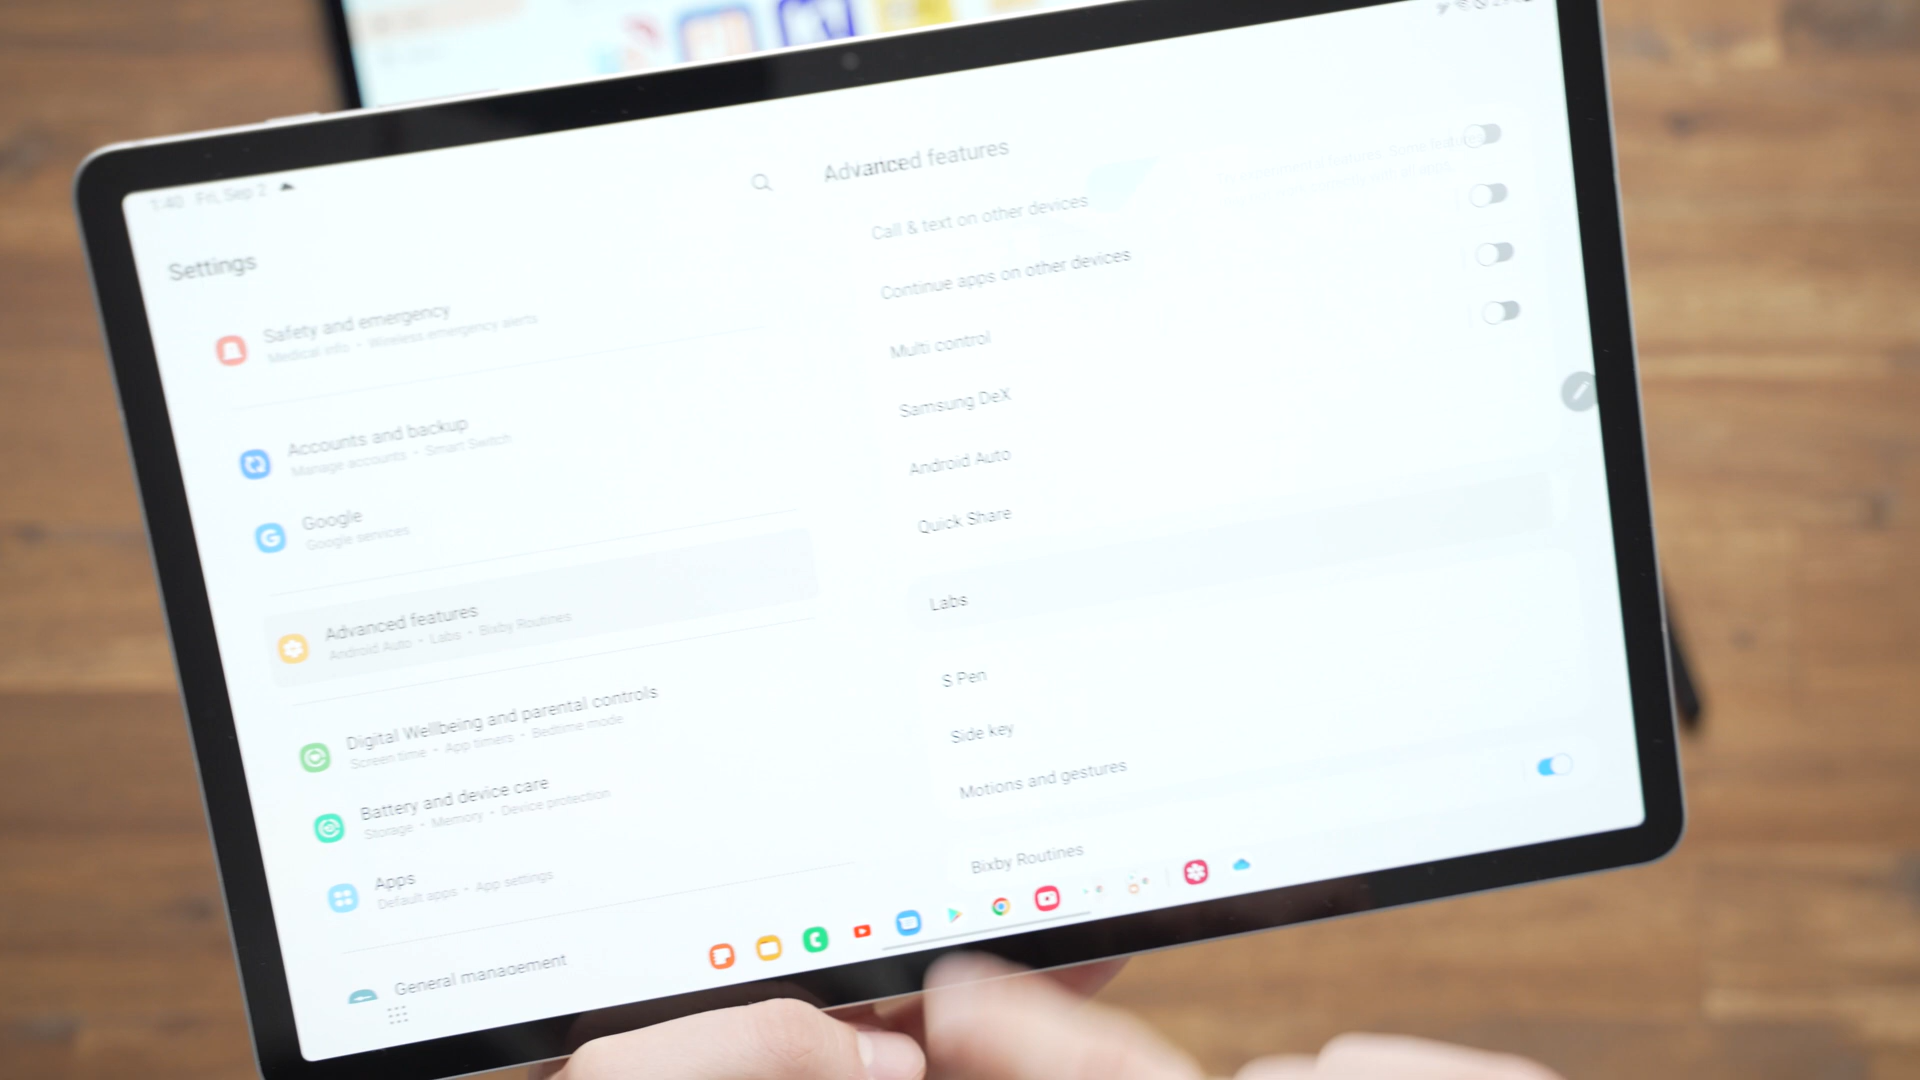 1:40 Fri, Sep 2
Settings
Safety and emergency
Medical info • Wireless emergency alerts
Accounts and backup
Manage accounts • Smart Switch
Google
Google services
Advanced features
Android Auto • Labs • Bixby Routines
Digital Wellbeing and parental controls
Screen time • App timers • Bedtime mode
Battery and device care
Storage • Memory • Device protection
Apps
Default apps • App settings
General management
Advanced features
Call & text on other devices
Continue apps on other devices
Multi control
Samsung DeX
Android Auto
Quick Share
Labs
S Pen
Side key
Motions and gestures
Bixby Routines